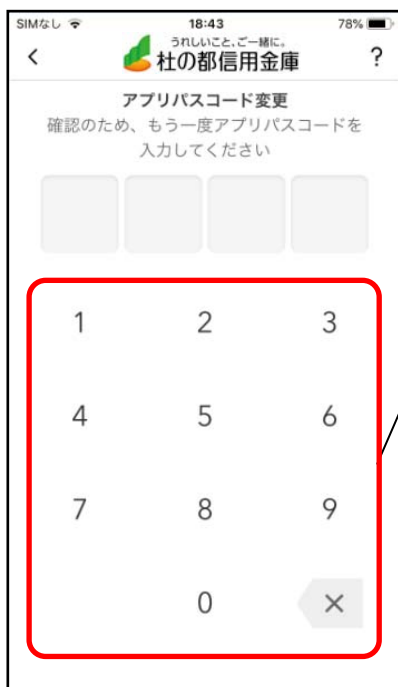 SIMなし 18:43 78%
うれしいこと、ご一緒に。
杜の都信用金庫 ?
アプリパスコード変更
確認のため、もう一度アプリパスコードを
入力してください
1 2 3
4 5 6
7 8 9
0 ×